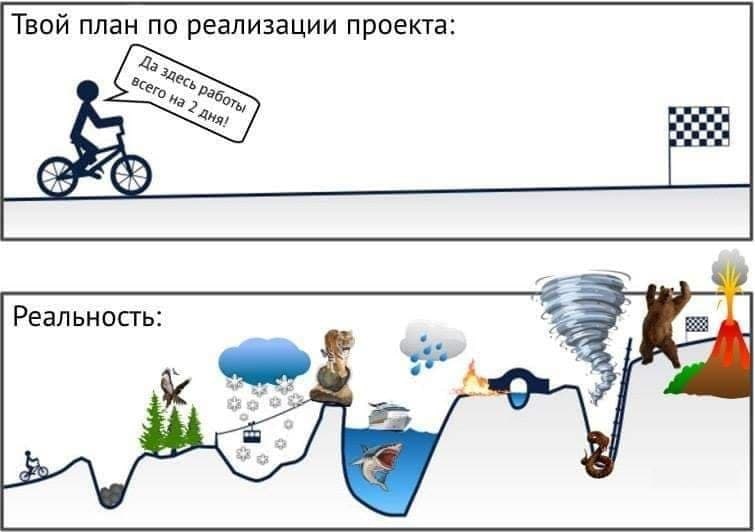 Твой план по реализации проекта:
Да здесь работы
всего на 2 дня!
Реальность: